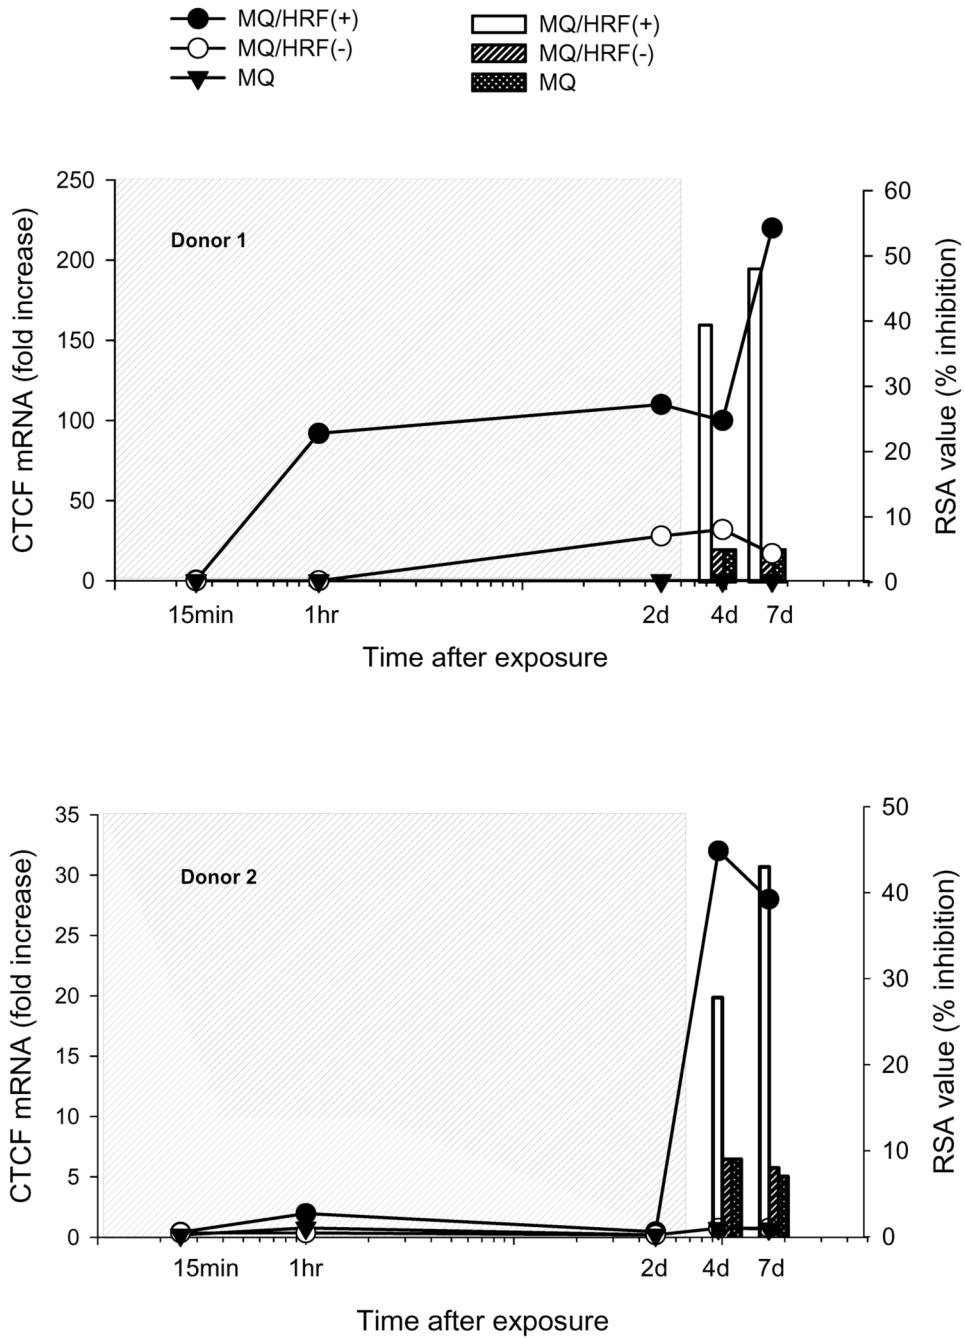 MQ/HRF(+)
MQ/HRF(-)
MQ
MQ/HRF(+)
MQ/HRF(-)
MQ
Donor 1
CTCF mRNA (fold increase)
250
200
150
100
50
0
RSA value (% inhibition)
60
50
40
30
20
10
0
15min 1hr 2d 4d 7d
Time after exposure
Donor 2
CTCF mRNA (fold increase)
35
30
25
20
15
10
5
0
RSA value (% inhibition)
50
40
30
20
10
0
15min 1hr 2d 4d 7d
Time after exposure